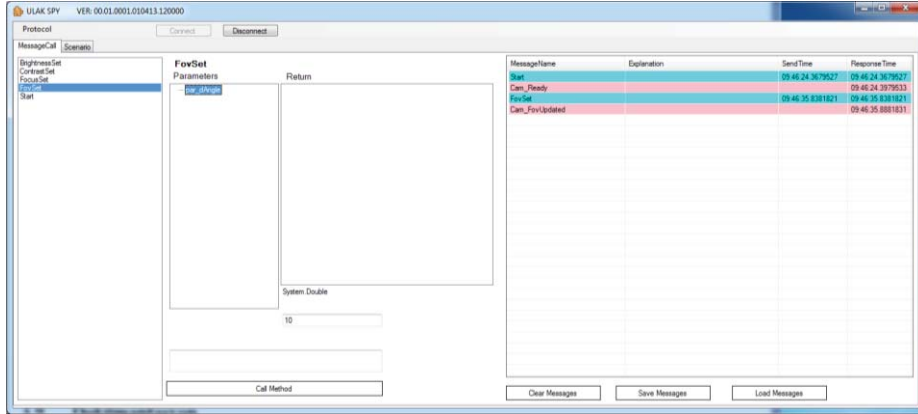 ULAK SPY VER: 00.01.0001.010413.120000
Protocol
Connect
Disconnect
MessageCall
Scenario
BrightnessSet
ContrastSet
FocusSet
FovSet
Start
FovSet
Parameters
Return
par_dAngle
System.Double
10
Call Method
MessageName Explanation SendTime ResponseTime
Start 09:46:24.3679527 09:46:24.3679527
Cam_Ready 09:46:24.3979533
FovSet 09:46:35.8381821 09:46:35.8381821
Cam_FovUpdated 09:46:35.8881831
Clear Messages
Save Messages
Load Messages